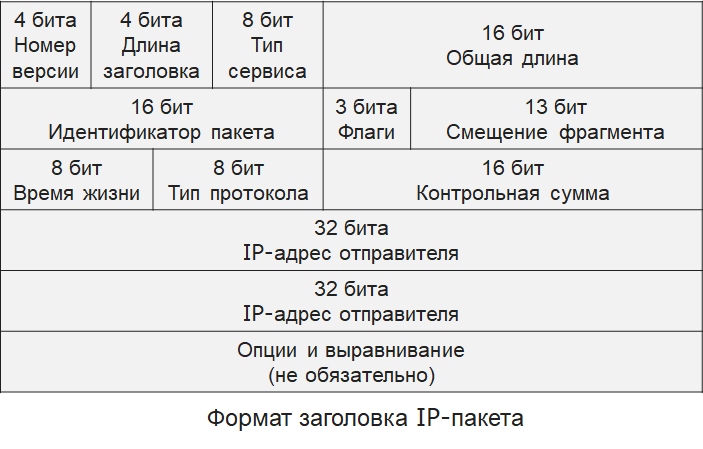 4 бита
Номер
версии
4 бита
Длина
заголовка
8 бит
Тип
сервиса
16 бит
Общая длина
16 бит
Идентификатор пакета
3 бита
Флаги
13 бит
Смещение фрагмента
8 бит
Время жизни
8 бит
Тип протокола
16 бит
Контрольная сумма
32 бита
IP-адрес отправителя
32 бита
IP-адрес отправителя
Опции и выравнивание
(не обязательно)
Формат заголовка IP-пакета